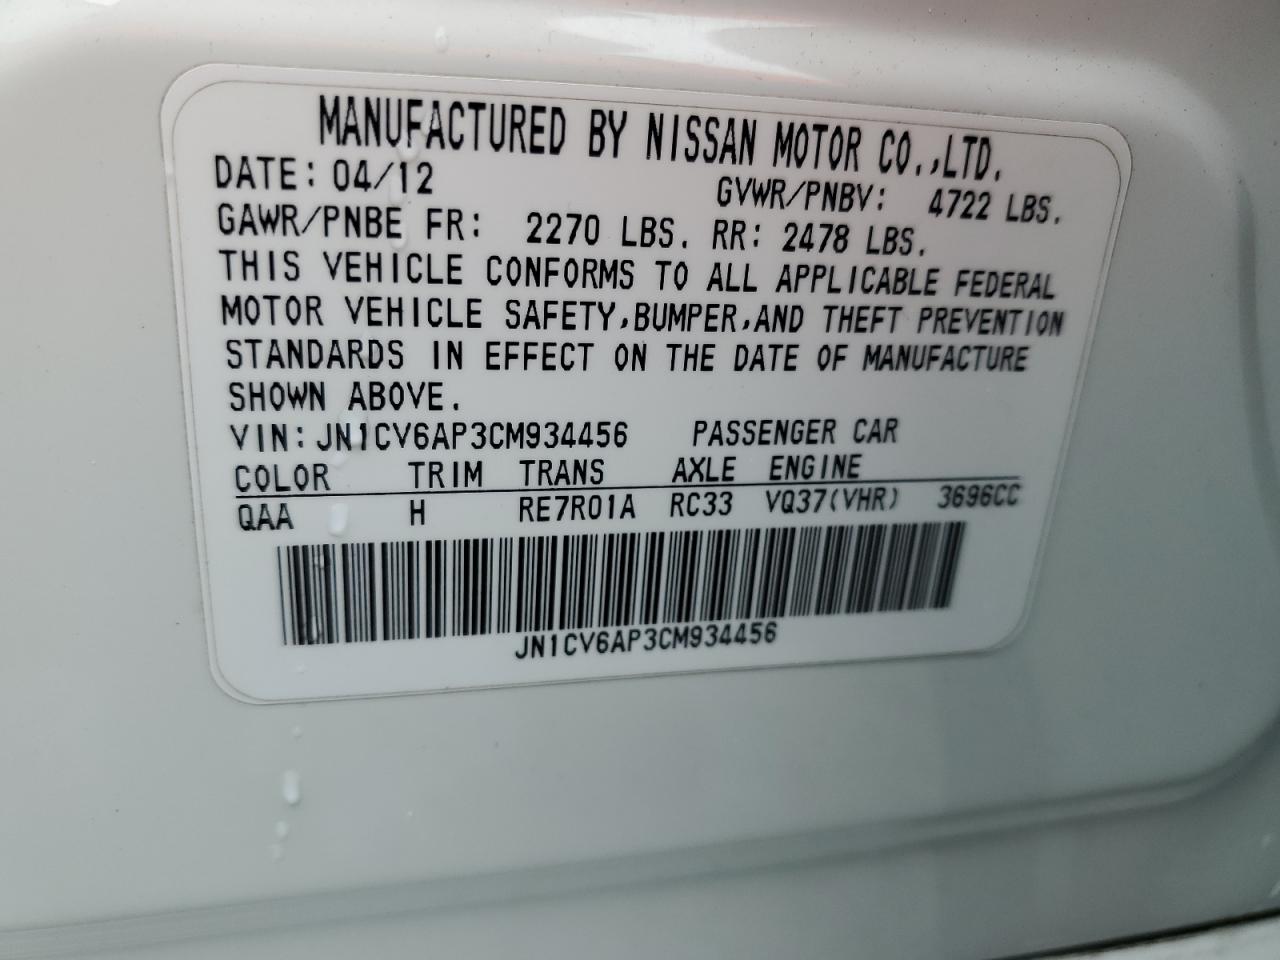 MANUFACTURED BY NISSAN MOTOR CO.,LTD.
DATE: 04/12 GVWR/PNBV: 4722 LBS.
GAWR/PNBE FR: 2270 LBS. RR: 2478 LBS.
THIS VEHICLE CONFORMS TO ALL APPLICABLE FEDERAL
MOTOR VEHICLE SAFETY,BUMPER,AND THEFT PREVENTION
STANDARDS IN EFFECT ON THE DATE OF MANUFACTURE
SHOWN ABOVE.
VIN: JN1CV6AP3CM934456 PASSENGER CAR
COLOR TRIM TRANS AXLE ENGINE
QAA H RE7R01A RC33 VQ37(VHR) 3696CC
JN1CV6AP3CM934456